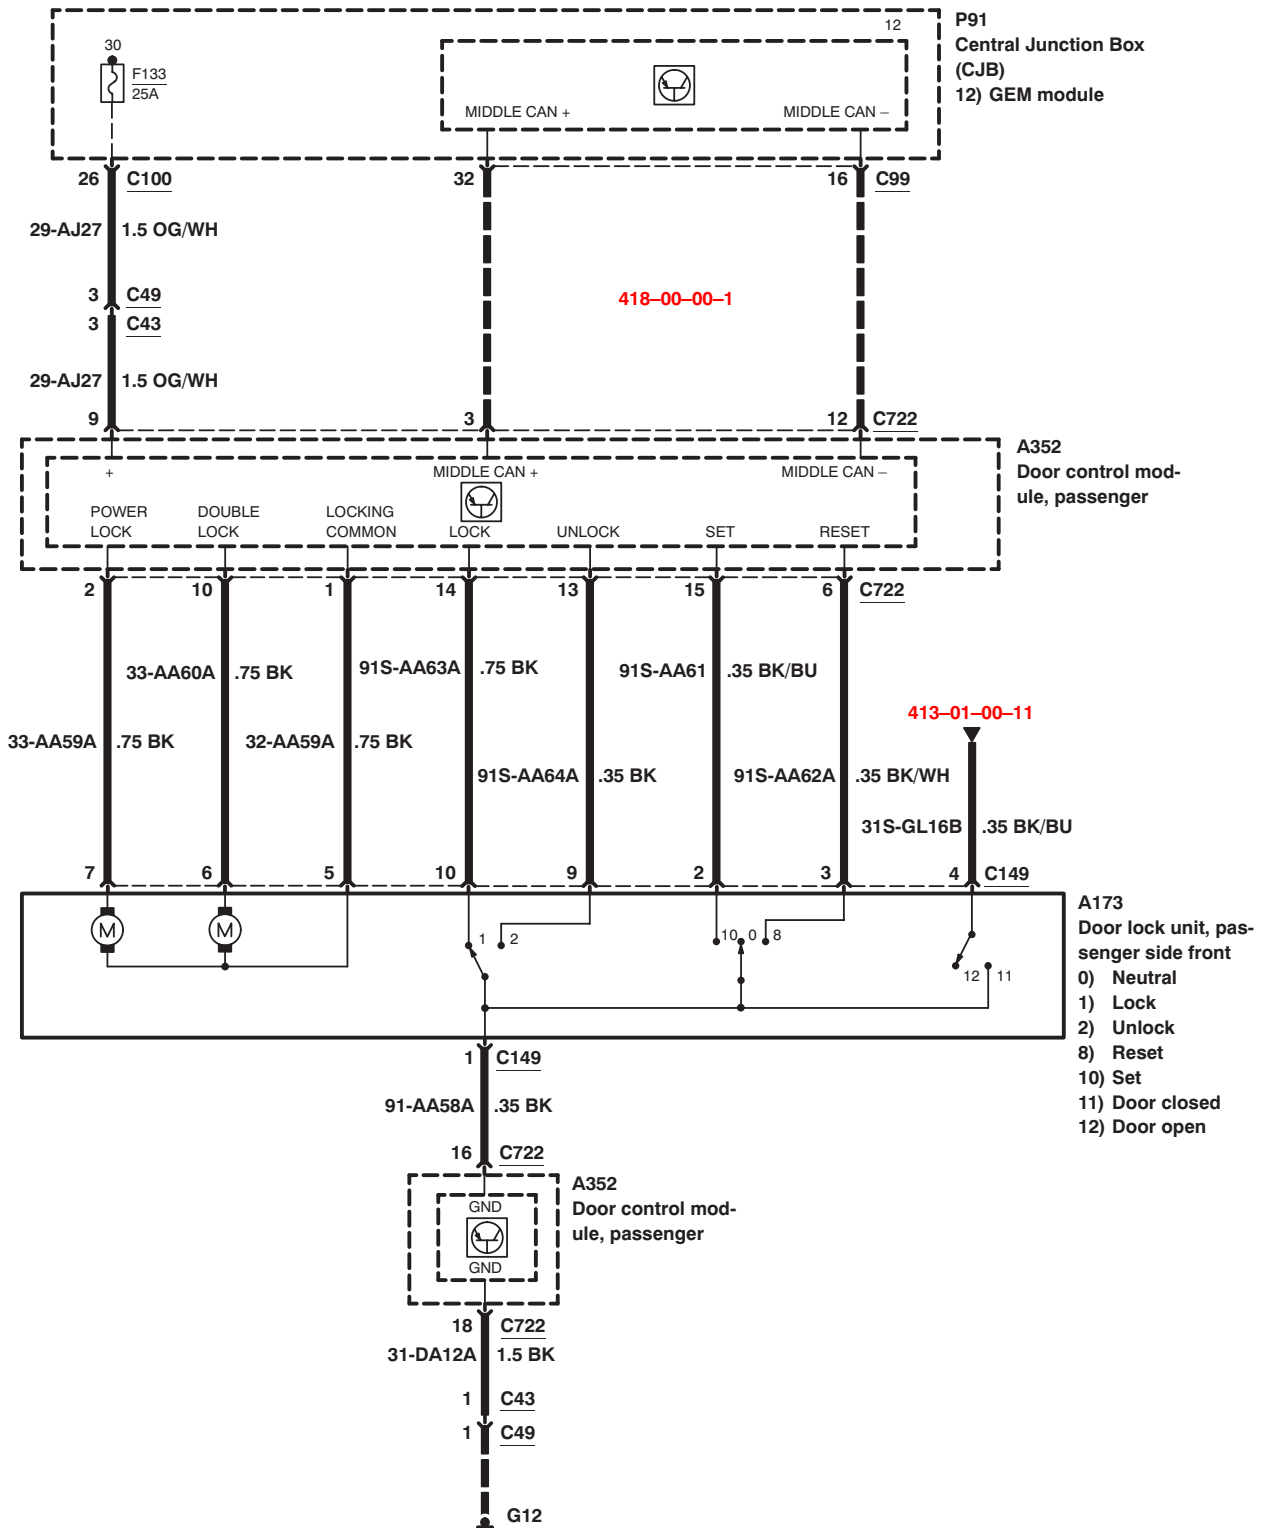 12
P91
Central Junction Box
(CJB)
12) GEM module
30
F133
25A
MIDDLE CAN +
MIDDLE CAN –
26 C100
32
16 C99
29-AJ27 1.5 OG/WH
418–00–00–1
3 C49
3 C43
29-AJ27 1.5 OG/WH
9
3
12 C722
A352
Door control mod-
ule, passenger
+
MIDDLE CAN +
MIDDLE CAN –
POWER
LOCK
DOUBLE
LOCK
LOCKING
COMMON
LOCK
UNLOCK
SET
RESET
2
10
1
14
13
15
6 C722
33-AA60A .75 BK
91S-AA63A .75 BK
91S-AA61 .35 BK/BU
413–01–00–11
33-AA59A .75 BK
32-AA59A .75 BK
91S-AA64A .35 BK
91S-AA62A .35 BK/WH
31S-GL16B .35 BK/BU
7
6
5
10
9
2
3
4 C149
A173
Door lock unit, pas-
senger side front
0) Neutral
1) Lock
2) Unlock
8) Reset
10) Set
11) Door closed
12) Door open
M
M
1
2
10
0
8
12
11
1 C149
91-AA58A .35 BK
16 C722
A352
Door control mod-
ule, passenger
GND
GND
18 C722
31-DA12A 1.5 BK
1 C43
1 C49
G12